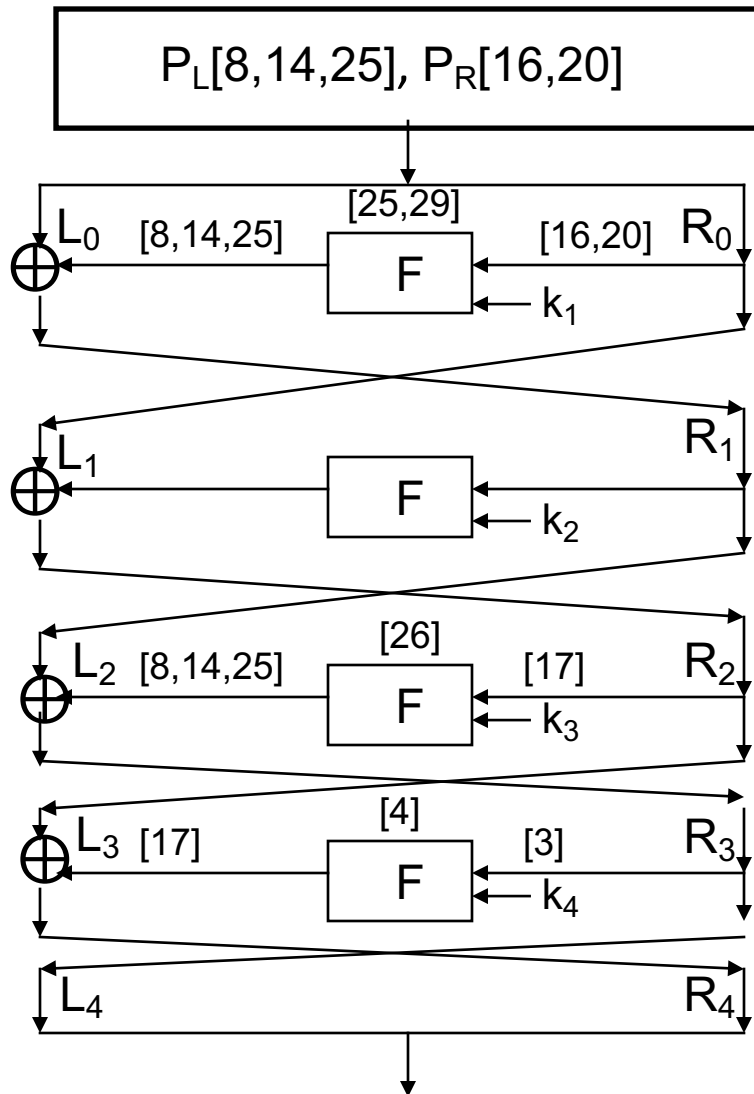 P_L[8,14,25], P_R[16,20]
[25,29]
L_0 [8,14,25] [16,20] R_0
F
k_1
L_1 R_1
F
k_2
[26]
L_2 [8,14,25] [17] R_2
F
k_3
[4]
L_3 [17] [3] R_3
F
k_4
L_4 R_4